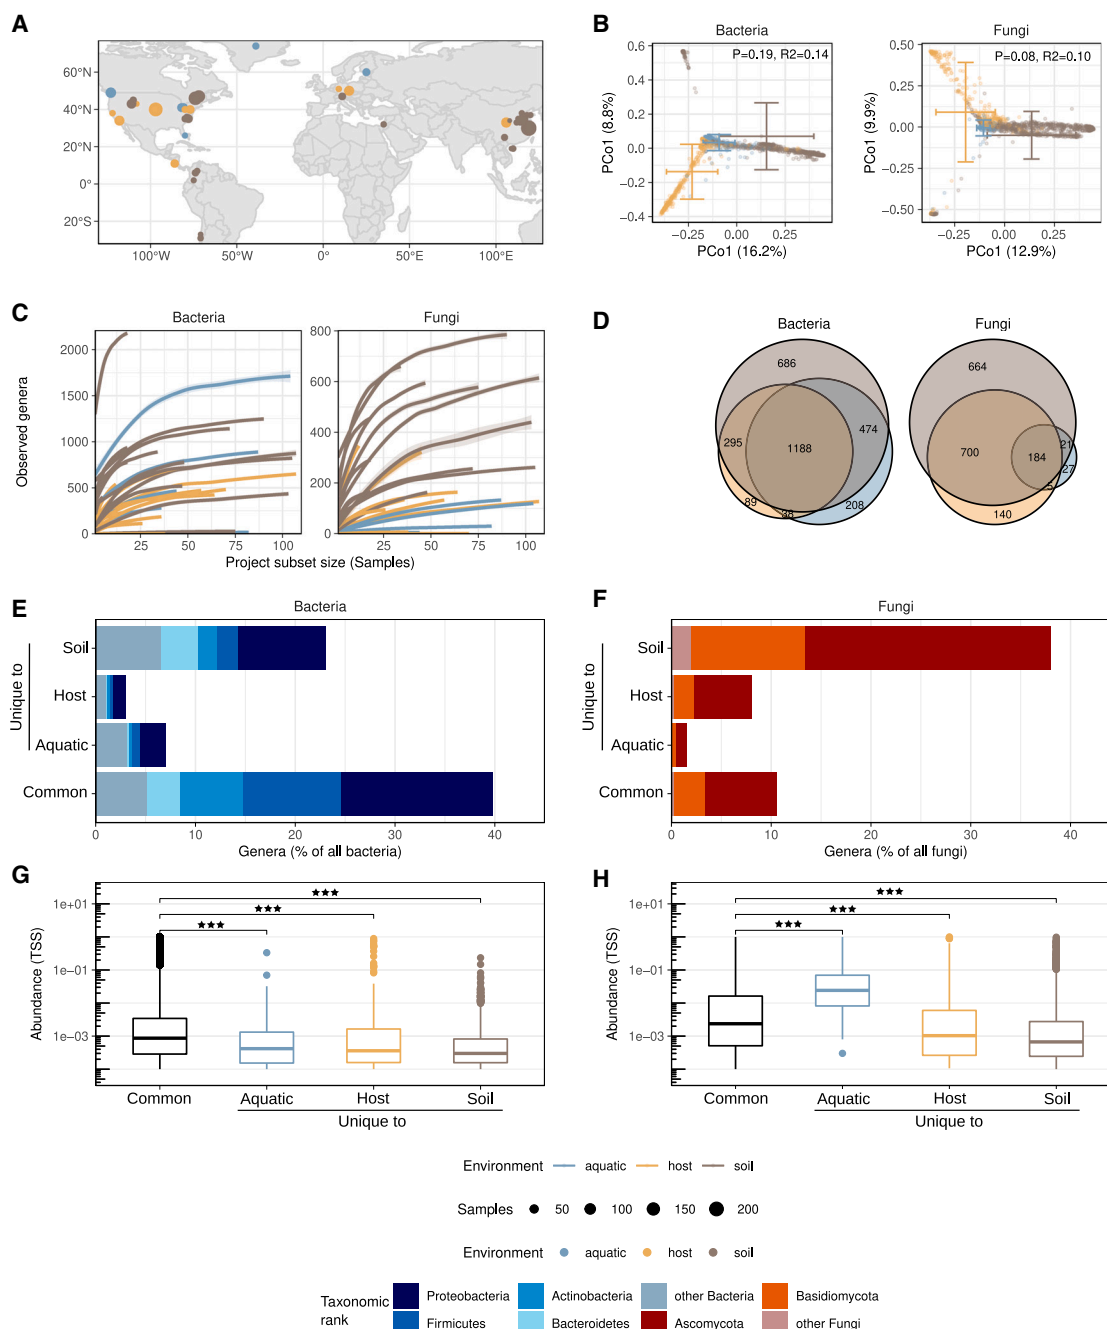 A
60°N
40°N
20°N
0°
20°S
100°W
50°W
0°
50°E
100°E
B
Bacteria
P=0.19, R2=0.14
0.6
0.4
0.2
0.0
−0.2
−0.4
PCo1 (8.8%)
−0.25
0.00
0.25
PCo1 (16.2%)
Fungi
P=0.08, R2=0.10
0.50
0.25
0.00
−0.25
−0.50
PCo1 (9.9%)
−0.25
0.00
0.25
PCo1 (12.9%)
C
Bacteria
Fungi
Observed genera
2000
1500
1250
1000
750
500
250
0
800
600
400
200
0
25
50
75
100
25
50
75
100
Project subset size (Samples)
D
Bacteria
686
295
1188
474
89
38
208
Fungi
664
700
184
21
27
5
140
E
Bacteria
Unique to
Soil
Host
Aquatic
Common
0
10
20
30
40
Genera (% of all bacteria)
F
Fungi
Unique to
Soil
Host
Aquatic
Common
0
10
20
30
40
Genera (% of all fungi)
G
Abundance (TSS)
1e+01
1e−01
1e−03
★★★
★★★
★★★
Common
Aquatic
Host
Soil
Unique to
H
Abundance (TSS)
1e+01
1e−01
1e−03
★★★
★★★
★★★
Common
Aquatic
Host
Soil
Unique to
Environment aquatic host soil
Samples 50 100 150 200
Environment aquatic host soil
Taxonomic rank
Proteobacteria Actinobacteria other Bacteria Basidiomycota
Firmicutes Bacteroidetes Ascomycota other Fungi